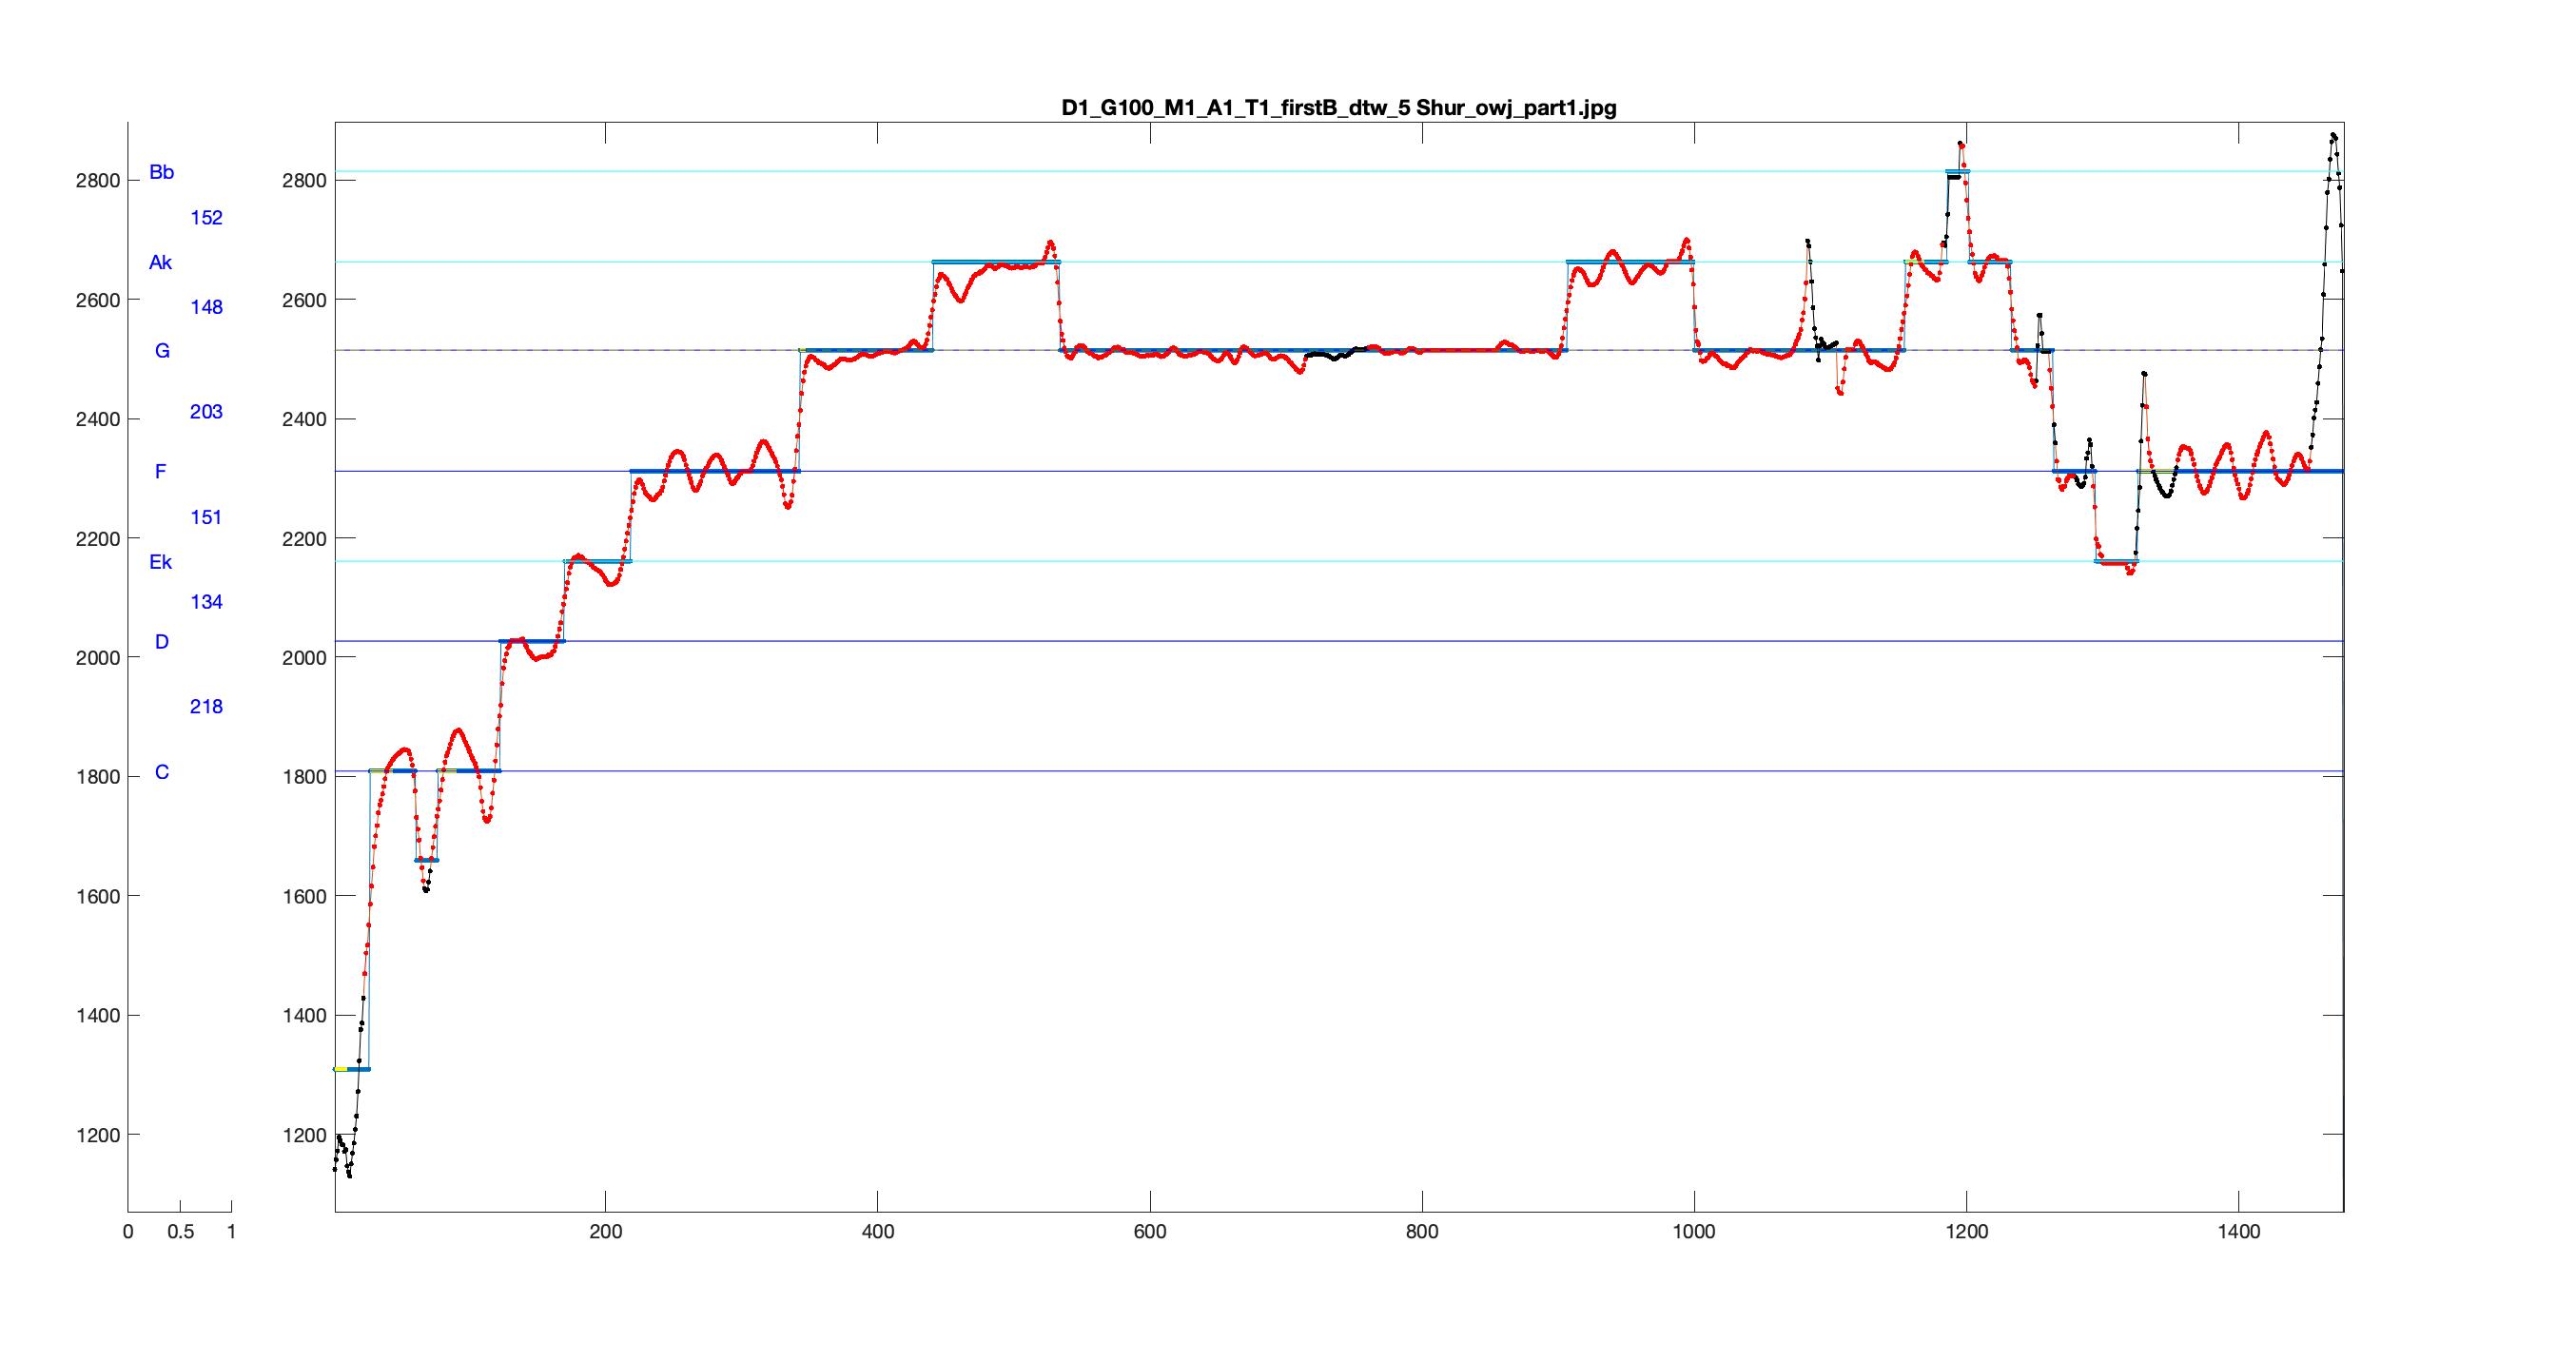 D1_G100_M1_A1_T1_firstB_dtw_5 Shur_owj_part1.jpg
2800 Bb 2800
152
Ak
2600 148 2600
G
2400 203 2400
F
151
2200 Ek 2200
134
D
2000 2000
218
1800 C 1800
1600 1600
1400 1400
1200 1200
0 0.5 1 200 400 600 800 1000 1200 1400